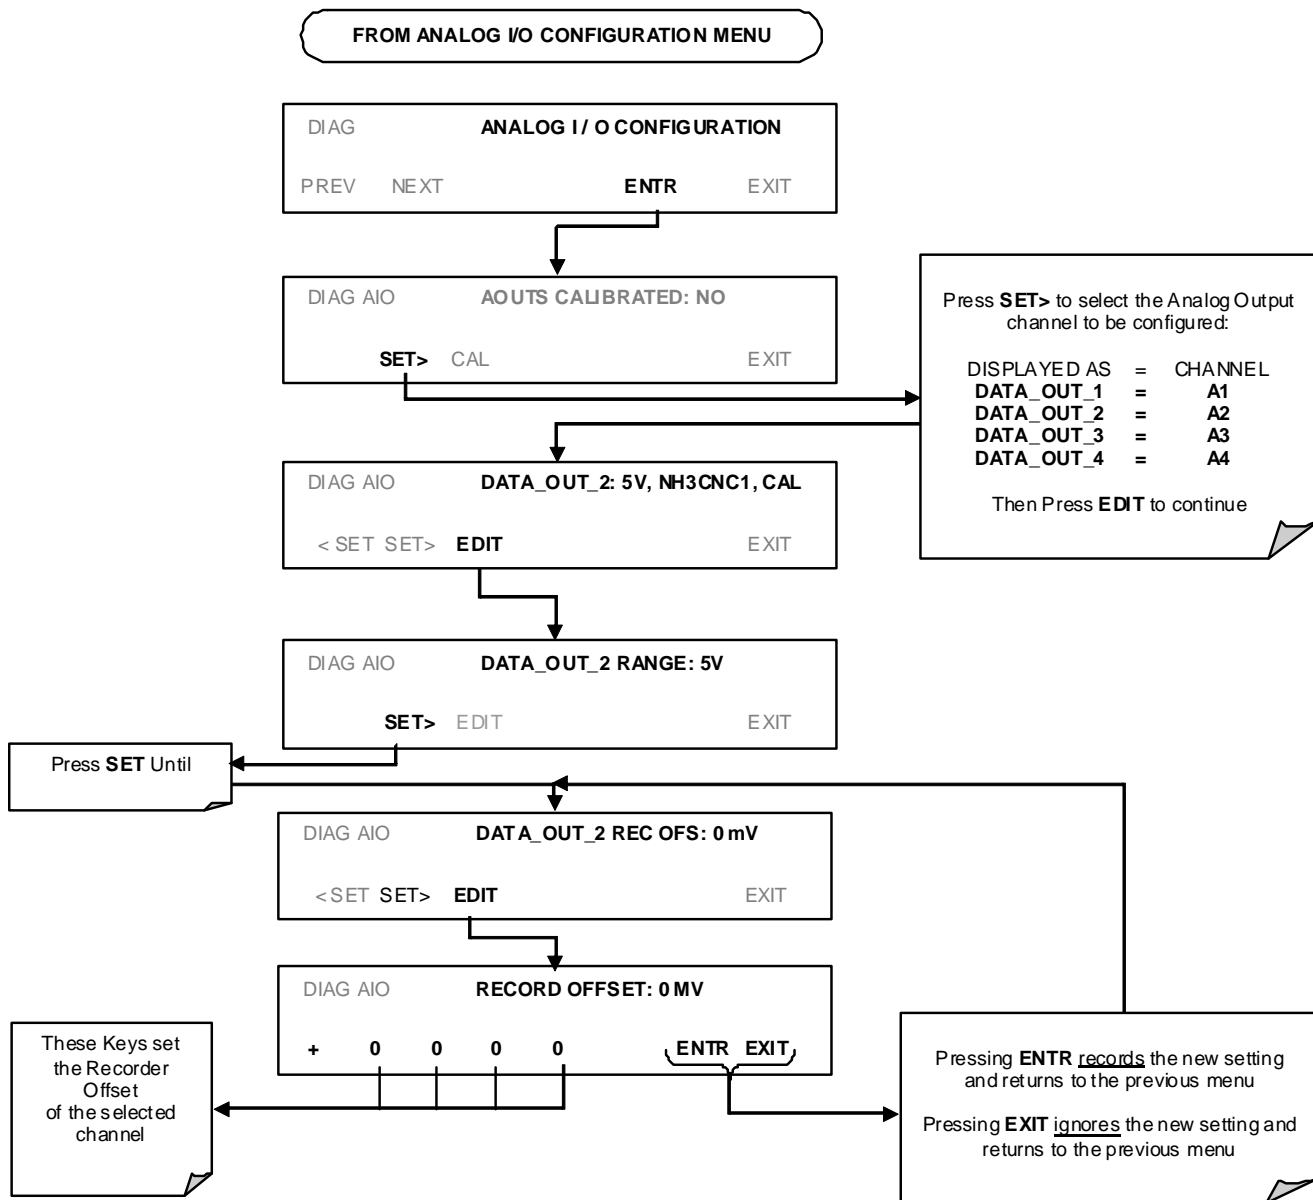 FROM ANALOG I/O CONFIGURATION MENU
DIAG ANALOG I / O CONFIGURATION
PREV NEXT ENTR EXIT
DIAG AIO AOUTS CALIBRATED: NO
SET> CAL EXIT
Press SET> to select the Analog Output
channel to be configured:
DISPLAYED AS = CHANNEL
DATA_OUT_1 = A1
DATA_OUT_2 = A2
DATA_OUT_3 = A3
DATA_OUT_4 = A4
Then Press EDIT to continue
DIAG AIO DATA_OUT_2: 5V, NH3CNC1, CAL
< SET SET> EDIT EXIT
DIAG AIO DATA_OUT_2 RANGE: 5V
SET> EDIT EXIT
Press SET Until
DIAG AIO DATA_OUT_2 REC OFS: 0 mV
< SET SET> EDIT EXIT
DIAG AIO RECORD OFFSET: 0 MV
+ 0 0 0 0 ENTR EXIT
These Keys set
the Recorder
Offset
of the selected
channel
Pressing ENTR records the new setting
and returns to the previous menu
Pressing EXIT ignores the new setting and
returns to the previous menu